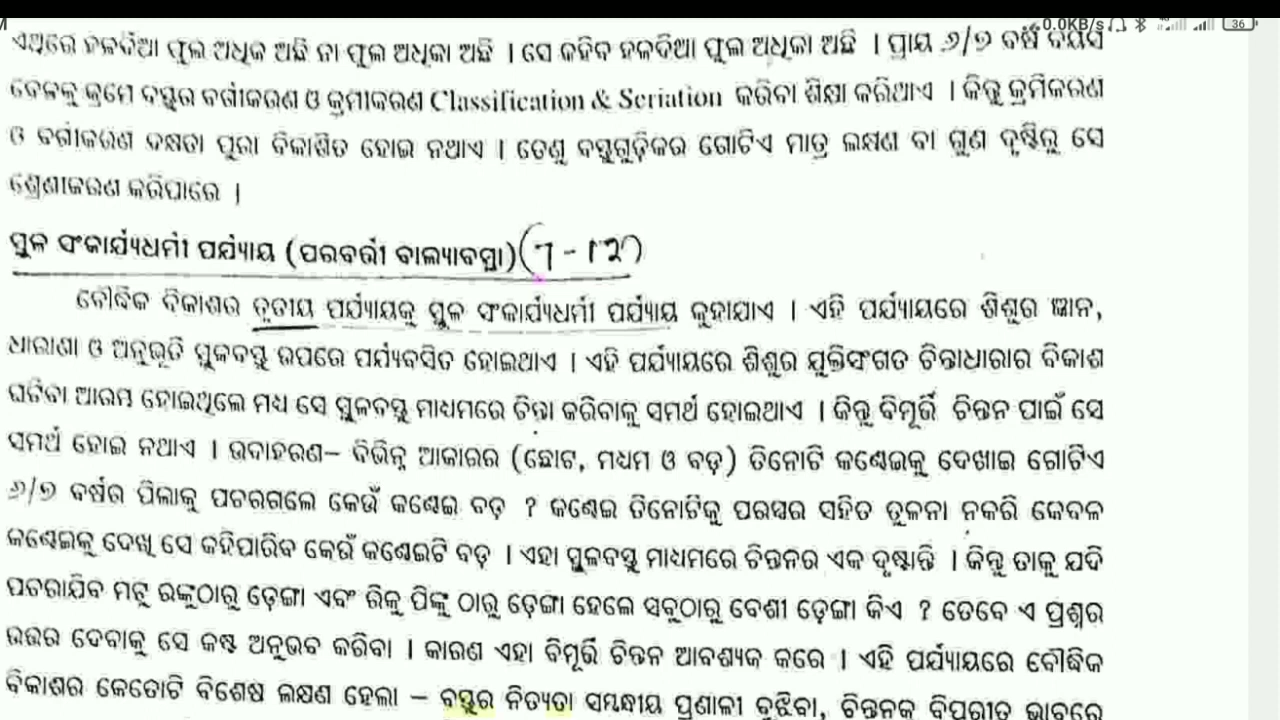 0.0KB/s 36
ଏଥିରେ ହଳଦିଆ ଫୁଲ ଅଧିକ ଅଛି ନା ଫୁଲ ଅଧିକା ଅଛି । ସେ କହିବ ହଳଦିଆ ଫୁଲ ଅଧିକା ଅଛି । ପ୍ରାୟ ୬/୭ ବର୍ଷ ବୟସ
ବେଳକୁ କ୍ରମେ ବସ୍ତୁର ବର୍ଗୀକରଣ ଓ କ୍ରମୀକରଣ Classification & Seriation କରିବା ଶିକ୍ଷା କରିଥାଏ । କିନ୍ତୁ କ୍ରମିକରଣ
ଓ ବର୍ଗୀକରଣ ଦକ୍ଷତା ପୁରା ବିକାଶିତ ହୋଇ ନଥାଏ । ତେଣୁ ବସ୍ତୁଗୁଡ଼ିକର ଗୋଟିଏ ମାତ୍ର ଲକ୍ଷଣ ବା ଗୁଣ ଦୃଷ୍ଟିରୁ ସେ
ଶ୍ରେଣୀକରଣ କରିପାରେ ।
ସ୍ଥୂଳ ସଂକାର୍ଯ୍ୟଧର୍ମୀ ପର୍ଯ୍ୟାୟ (ପରବର୍ତ୍ତୀ ବାଲ୍ୟାବସ୍ଥା) (7 - 12)
ବୌଦ୍ଧିକ ବିକାଶର ତୃତୀୟ ପର୍ଯ୍ୟାୟକୁ ସ୍ଥୂଳ ସଂକାର୍ଯ୍ୟଧର୍ମୀ ପର୍ଯ୍ୟାୟ କୁହାଯାଏ । ଏହି ପର୍ଯ୍ୟାୟରେ ଶିଶୁର ଜ୍ଞାନ,
ଧାରାଣା ଓ ଅନୁଭୂତି ସ୍ଥୂଳବସ୍ତୁ ଉପରେ ପର୍ଯ୍ୟବସିତ ହୋଇଥାଏ । ଏହି ପର୍ଯ୍ୟାୟରେ ଶିଶୁର ଯୁକ୍ତିସଂଗତ ଚିନ୍ତାଧାରାର ବିକାଶ
ଘଟିବା ଆରମ୍ଭ ହୋଇଥିଲେ ମଧ୍ୟ ସେ ସ୍ଥୂଳବସ୍ତୁ ମାଧ୍ୟମରେ ଚିନ୍ତା କରିବାକୁ ସମର୍ଥ ହୋଇଥାଏ । କିନ୍ତୁ ବିମୂର୍ତ୍ତି ଚିନ୍ତନ ପାଇଁ ସେ
ସମର୍ଥ ହୋଇ ନଥାଏ । ଉଦାହରଣ– ବିଭିନ୍ନ ଆକାରର (ଛୋଟ, ମଧ୍ୟମ ଓ ବଡ଼) ତିନୋଟି କଣ୍ଢେଇକୁ ଦେଖାଇ ଗୋଟିଏ
୬/୭ ବର୍ଷର ପିଲାକୁ ପଚରାଗଲେ କେଉଁ କଣ୍ଢେଇ ବଡ଼ ? କଣ୍ଢେଇ ତିନୋଟିକୁ ପରସ୍ପର ସହିତ ତୁଳନା ନକରି କେବଳ
କଣ୍ଢେଇକୁ ଦେଖି ସେ କହିପାରିବ କେଉଁ କଣ୍ଢେଇଟି ବଡ଼ । ଏହା ସ୍ଥୂଳବସ୍ତୁ ମାଧ୍ୟମରେ ଚିନ୍ତନର ଏକ ଦୃଷ୍ଟାନ୍ତି । କିନ୍ତୁ ତାକୁ ଯଦି
ପଚରାଯିବ ମଟୁ ରଙ୍କୁଠାରୁ ଡ଼େଙ୍ଗା ଏବଂ ରିକୁ ପିଙ୍କୁ ଠାରୁ ଡ଼େଙ୍ଗା ହେଲେ ସବୁଠାରୁ ବେଶୀ ଡ଼େଙ୍ଗା କିଏ ? ତେବେ ଏ ପ୍ରଶ୍ନର
ଉତ୍ତର ଦେବାକୁ ସେ କଷ୍ଟ ଅନୁଭବ କରିବା । କାରଣ ଏହା ବିମୂର୍ତ୍ତି ଚିନ୍ତନ ଆବଶ୍ୟକ କରେ । ଏହି ପର୍ଯ୍ୟାୟରେ ବୌଦ୍ଧିକ
ବିକାଶର କେତୋଟି ବିଶେଷ ଲକ୍ଷଣ ହେଲା – ବସ୍ତୁର ନିତ୍ୟତା ସମ୍ବନ୍ଧୀୟ ପ୍ରଣାଳୀ ବୁଝିବା, ଚିନ୍ତନକୁ ବିପରୀତ ଭାବରେ